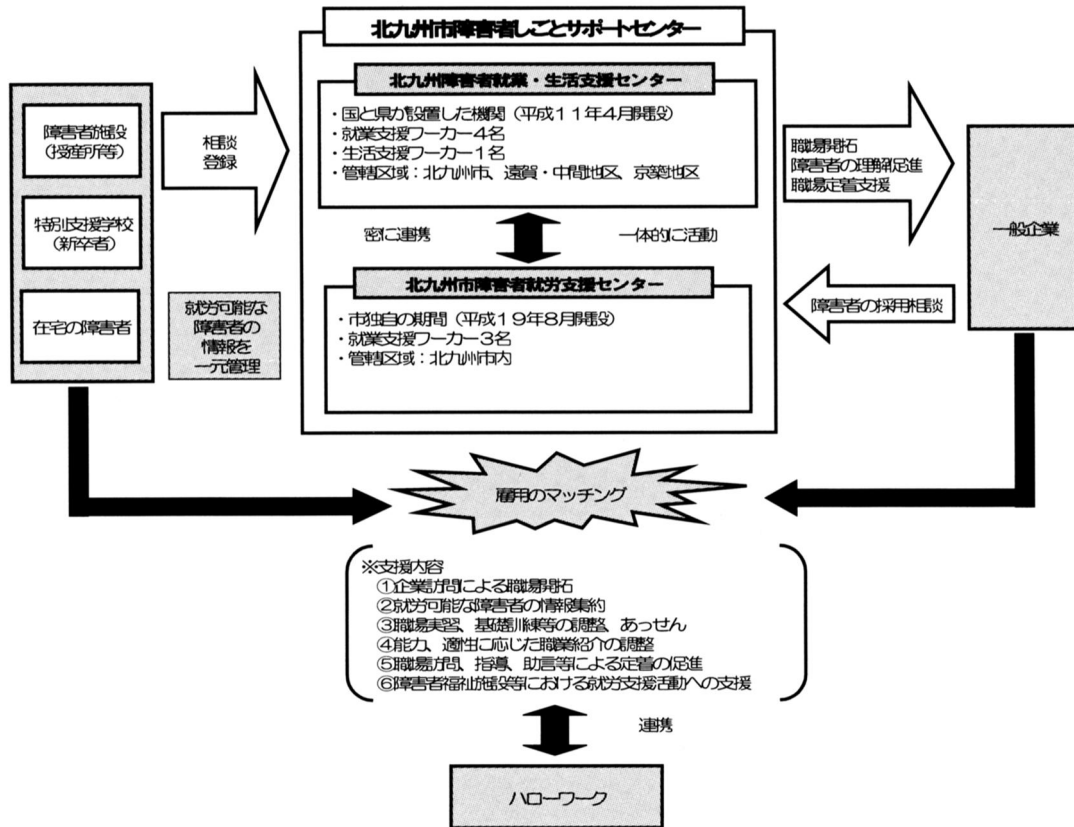 北九州市障害者しごとサポートセンター
北九州障害者就業・生活支援センター
・国と県が設置した機関（平成１１年４月開設）
・就業支援ワーカー４名
・生活支援ワーカー１名
・管轄区域：北九州市、遠賀・中間地区、京築地区
密に連携
一体的に活動
北九州市障害者就労支援センター
・市独自の期間（平成１９年８月開設）
・就業支援ワーカー３名
・管轄区域：北九州市内
障害者施設
（授産所等）
特別支援学校
（新卒者）
在宅の障害者
相談
登録
就労可能な
障害者の
情報を
一元管理
職場開拓
障害者の理解促進
職場定着支援
障害者の採用相談
一般企業
雇用のマッチング
※支援内容
①企業訪問による職場開拓
②就労可能な障害者の情報集約
③職場実習、基礎訓練等の調整、あっせん
④能力、適性に応じた職業紹介の調整
⑤職場訪問、指導、助言等による定着の促進
⑥障害者福祉施設等における就労支援活動への支援
連携
ハローワーク